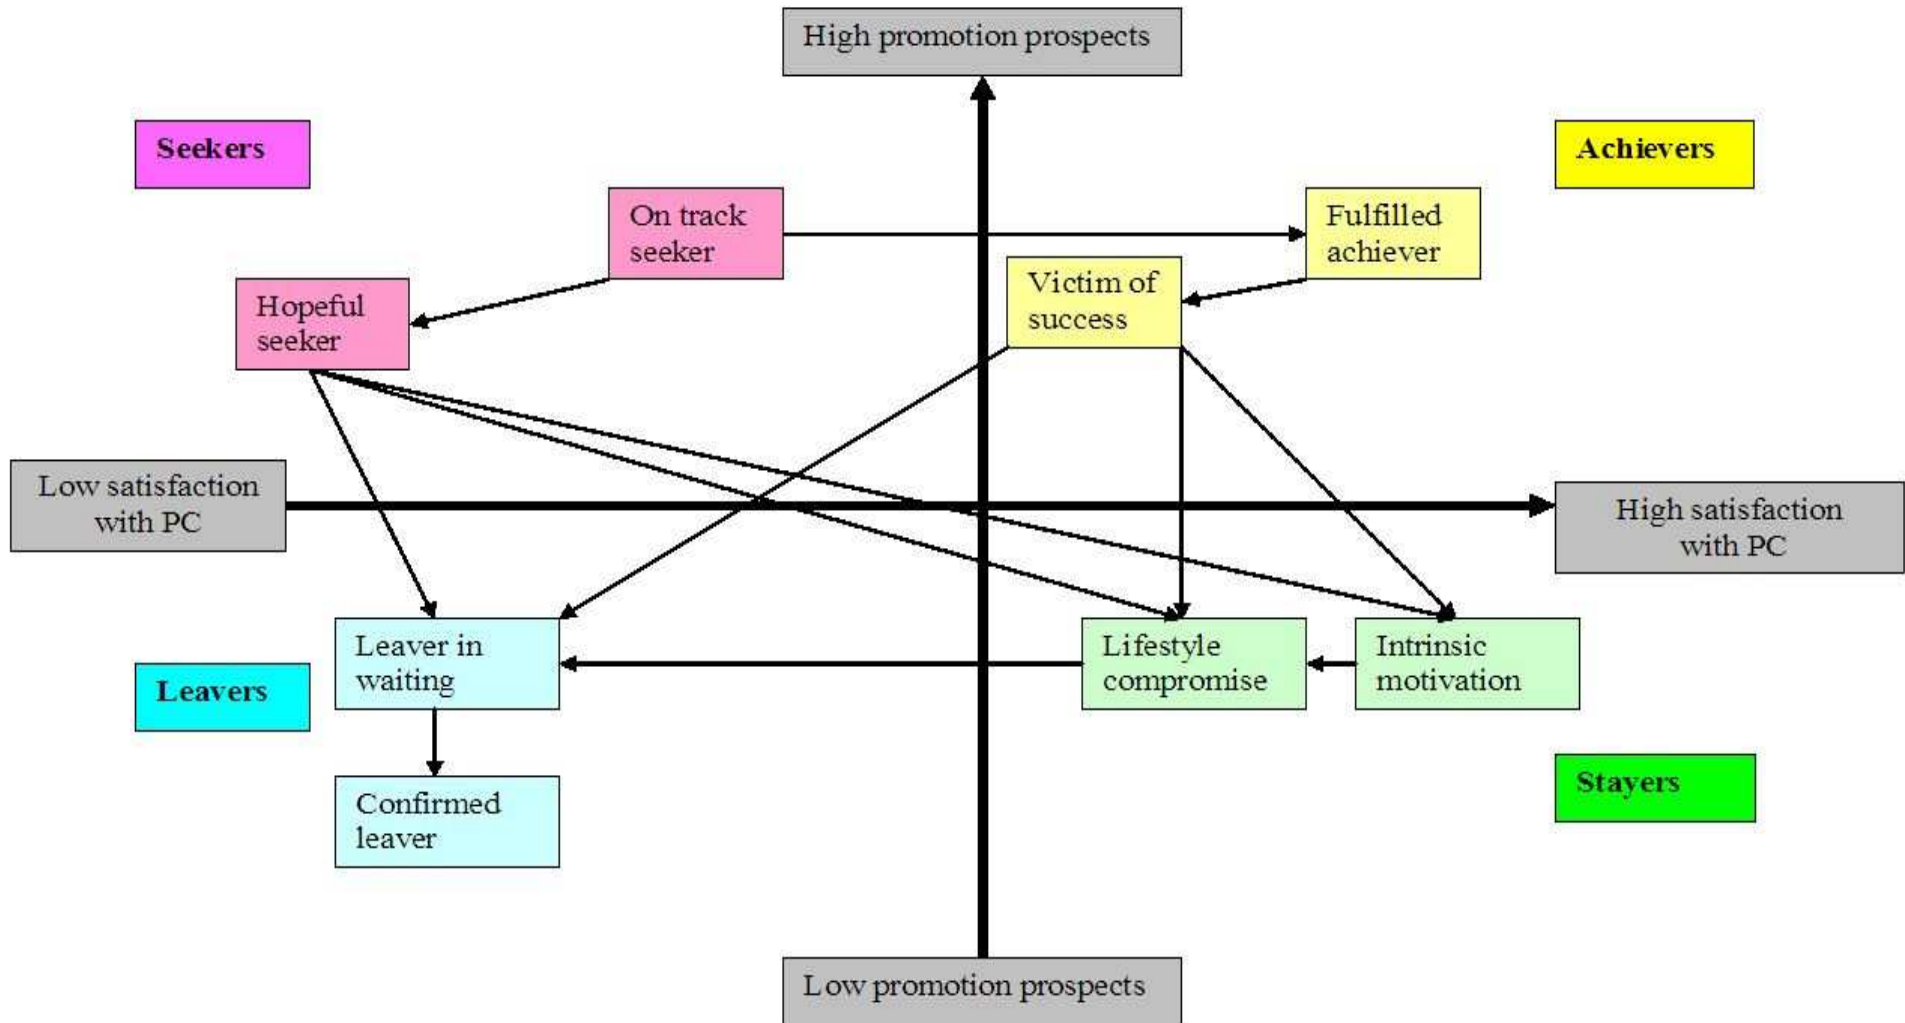 High promotion prospects
Seekers
Achievers
On track
seeker
Fulfilled
achiever
Hopeful
seeker
Victim of
success
Low satisfaction
with PC
High satisfaction
with PC
Leaver in
waiting
Lifestyle
compromise
Intrinsic
motivation
Leavers
Stayers
Confirmed
leaver
Low promotion prospects